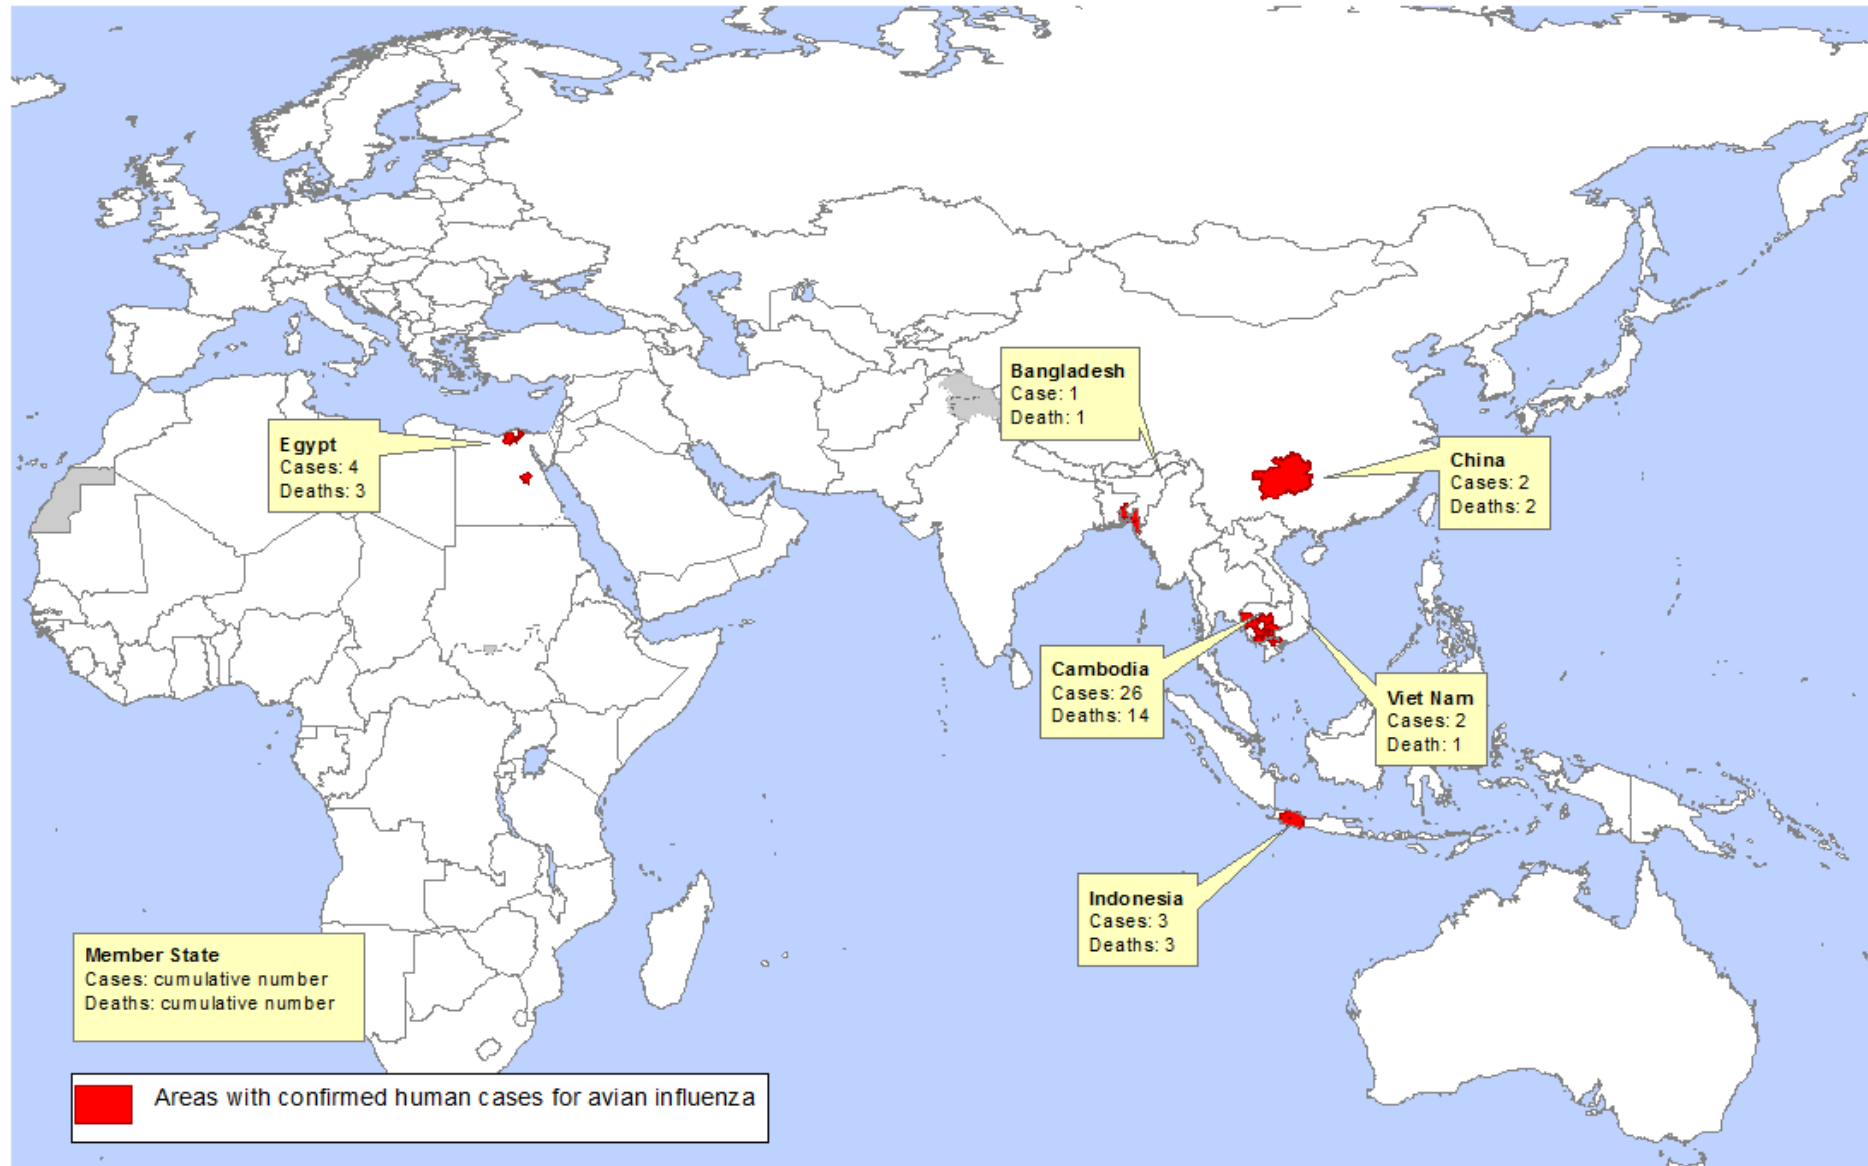 Bangladesh
Case: 1
Death: 1
Egypt
Cases: 4
Deaths: 3
China
Cases: 2
Deaths: 2
Cambodia
Cases: 26
Deaths: 14
Viet Nam
Cases: 2
Death: 1
Indonesia
Cases: 3
Deaths: 3
Member State
Cases: cumulative number
Deaths: cumulative number
Areas with confirmed human cases for avian influenza